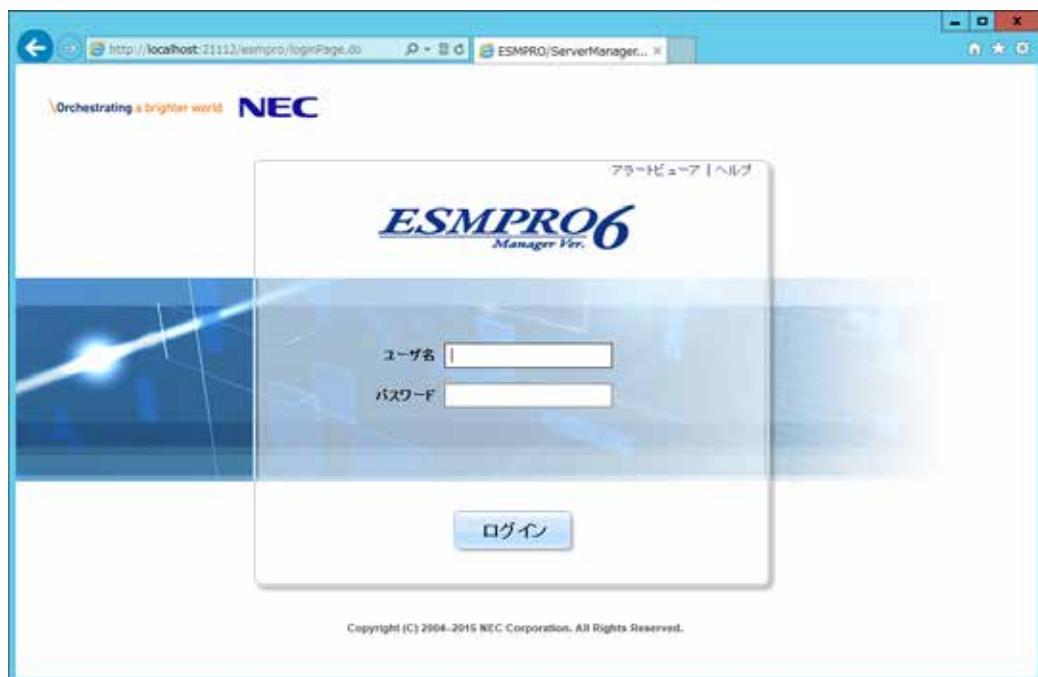 http://localhost:21112/esmpro/loginPage.do
ESMPRO/ServerManager...
\Orchestrating a brighter world NEC
アラートビューア | ヘルプ
ESMPRO6
Manager Ver.
ユーザ名
パスワード
ログイン
Copyright (C) 2004-2015 NEC Corporation. All Rights Reserved.